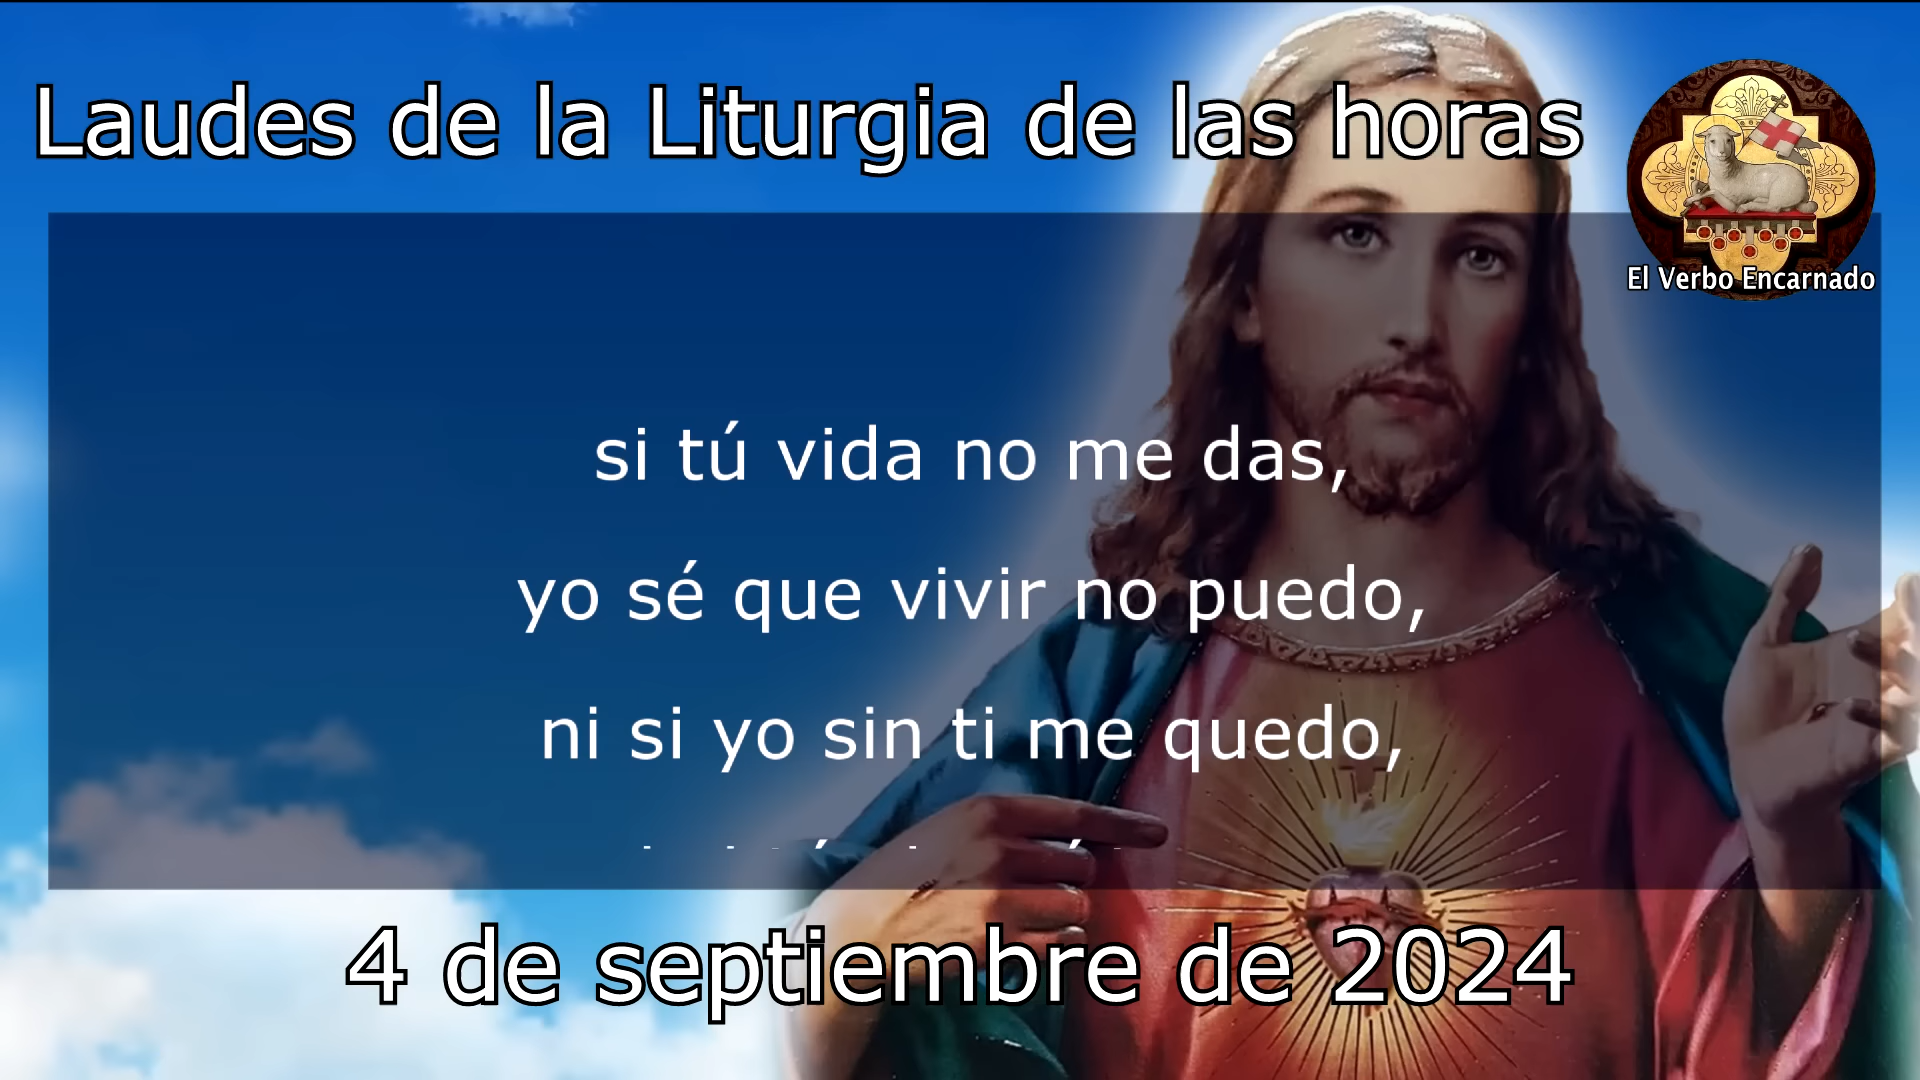 Laudes de la Liturgia de las horas
El Verbo Encarnado
si tú vida no me das,
yo sé que vivir no puedo,
ni si yo sin ti me quedo,
4 de septiembre de 2024